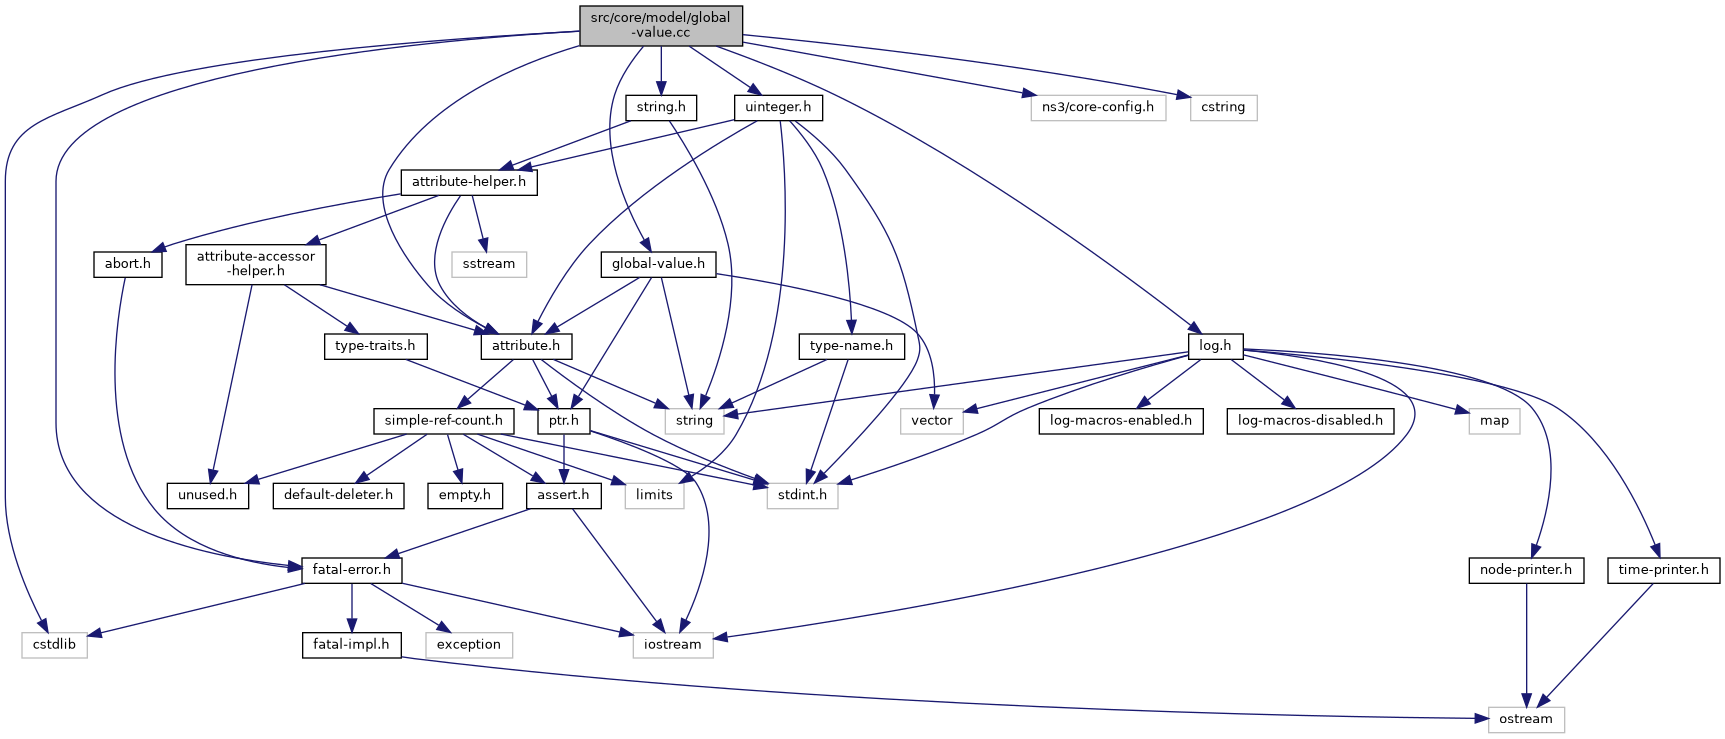 src/core/model/global
-value.cc
string.h
uinteger.h
ns3/core-config.h
cstring
attribute-helper.h
abort.h
attribute-accessor
-helper.h
sstream
global-value.h
type-traits.h
attribute.h
type-name.h
log.h
simple-ref-count.h
ptr.h
string
vector
log-macros-enabled.h
log-macros-disabled.h
map
unused.h
default-deleter.h
empty.h
assert.h
limits
stdint.h
fatal-error.h
node-printer.h
time-printer.h
cstdlib
fatal-impl.h
exception
iostream
ostream